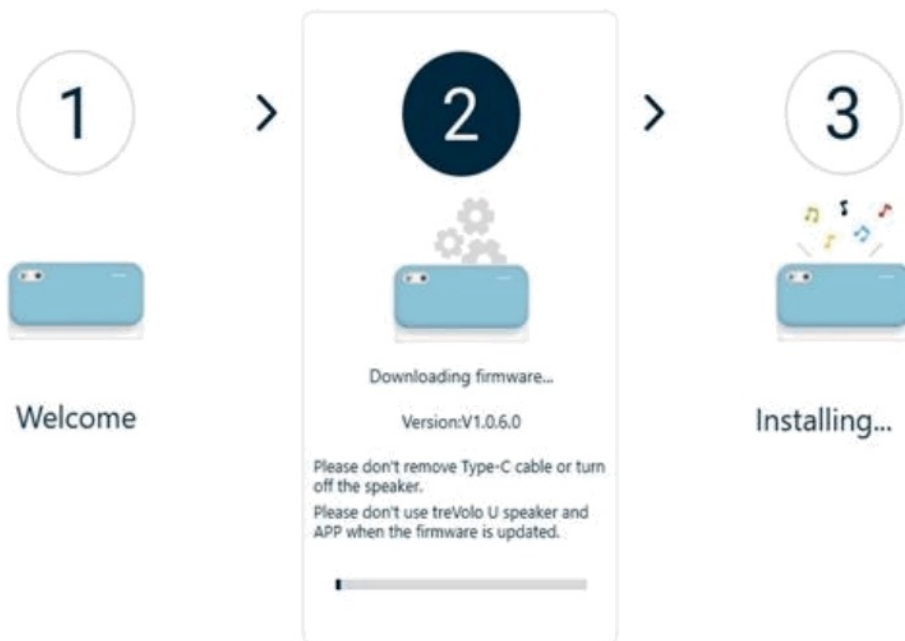 1
>
2
>
3
Welcome
Downloading firmware...
Version:V1.0.6.0
Please don't remove Type-C cable or turn
off the speaker.
Please don't use treVolo U speaker and
APP when the firmware is updated.
Installing...